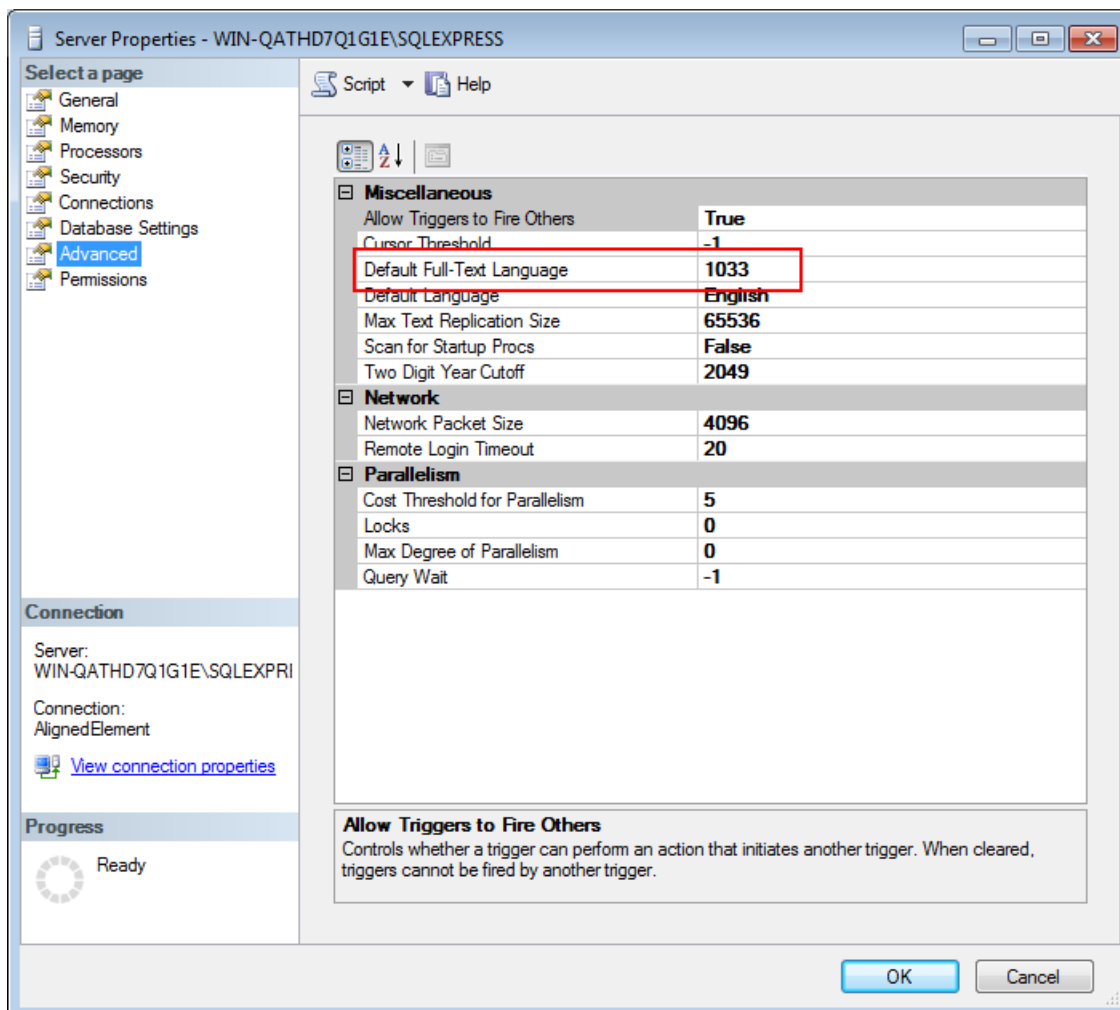 Server Properties - WIN-QATHD7Q1G1E\SQLEXPRESS
Select a page
General
Memory
Processors
Security
Connections
Database Settings
Advanced
Permissions
Script Help
Miscellaneous
Allow Triggers to Fire Others True
Cursor Threshold -1
Default Full-Text Language 1033
Default Language English
Max Text Replication Size 65536
Scan for Startup Procs False
Two Digit Year Cutoff 2049
Network
Network Packet Size 4096
Remote Login Timeout 20
Parallelism
Cost Threshold for Parallelism 5
Locks 0
Max Degree of Parallelism 0
Query Wait -1
Connection
Server:
WIN-QATHD7Q1G1E\SQLEXPRI
Connection:
AlignedElement
View connection properties
Progress
Ready
Allow Triggers to Fire Others
Controls whether a trigger can perform an action that initiates another trigger. When cleared,
triggers cannot be fired by another trigger.
OK Cancel